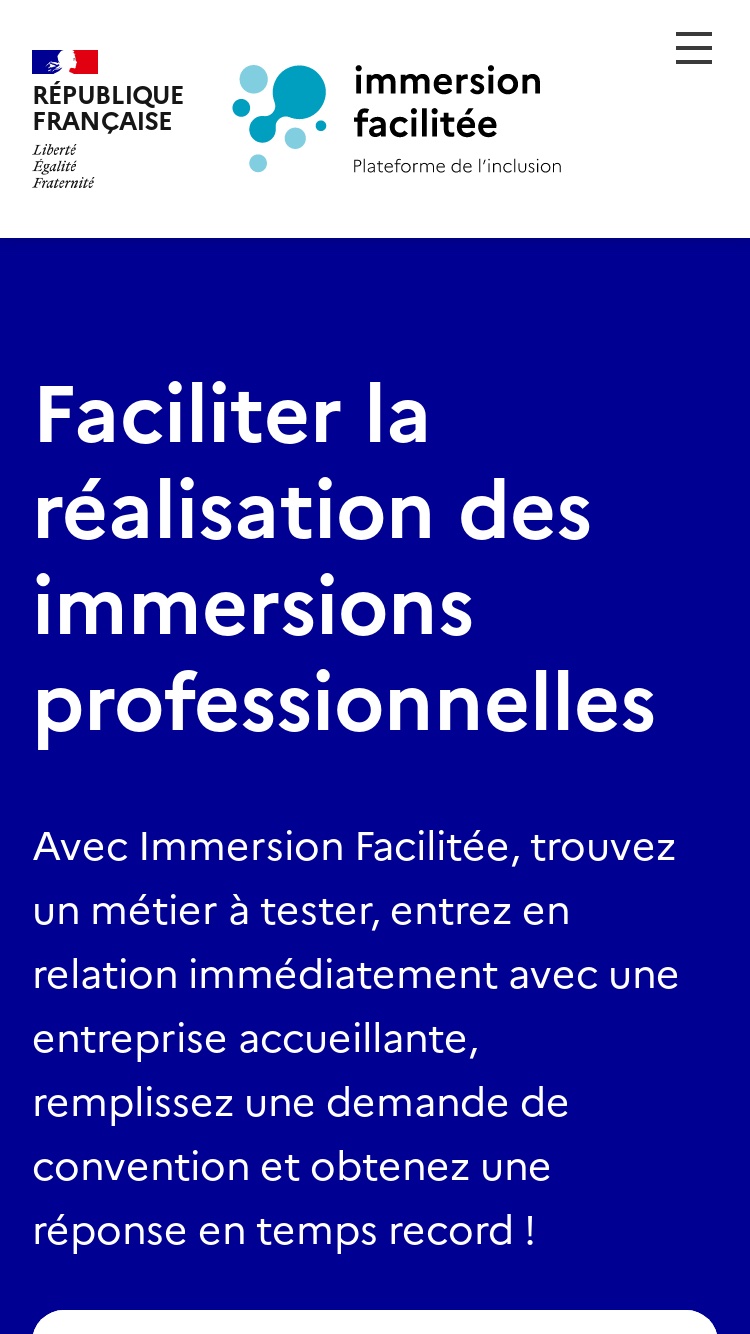 RÉPUBLIQUE
FRANÇAISE
Liberté
Égalité
Fraternité
immersion
facilitée
Plateforme de l’inclusion
Faciliter la
réalisation des
immersions
professionnelles
Avec Immersion Facilitée, trouvez
un métier à tester, entrez en
relation immédiatement avec une
entreprise accueillante,
remplissez une demande de
convention et obtenez une
réponse en temps record !